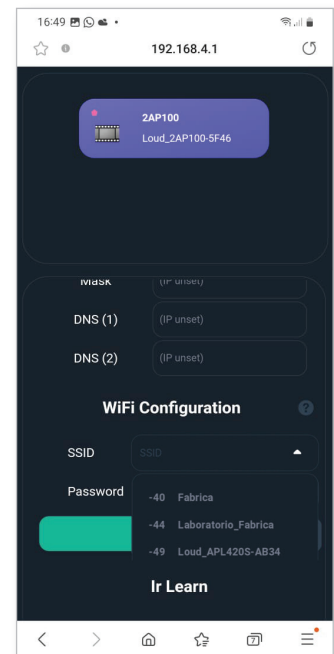 16:49
192.168.4.1
2AP100
Loud_2AP100-5F46
Mask (IP unset)
DNS (1) (IP unset)
DNS (2) (IP unset)
WiFi Configuration ?
SSID SSID
Password
-40 Fabrica
-44 Laboratorio_Fabrica
-49 Loud_APL420S-AB34
Ir Learn
7